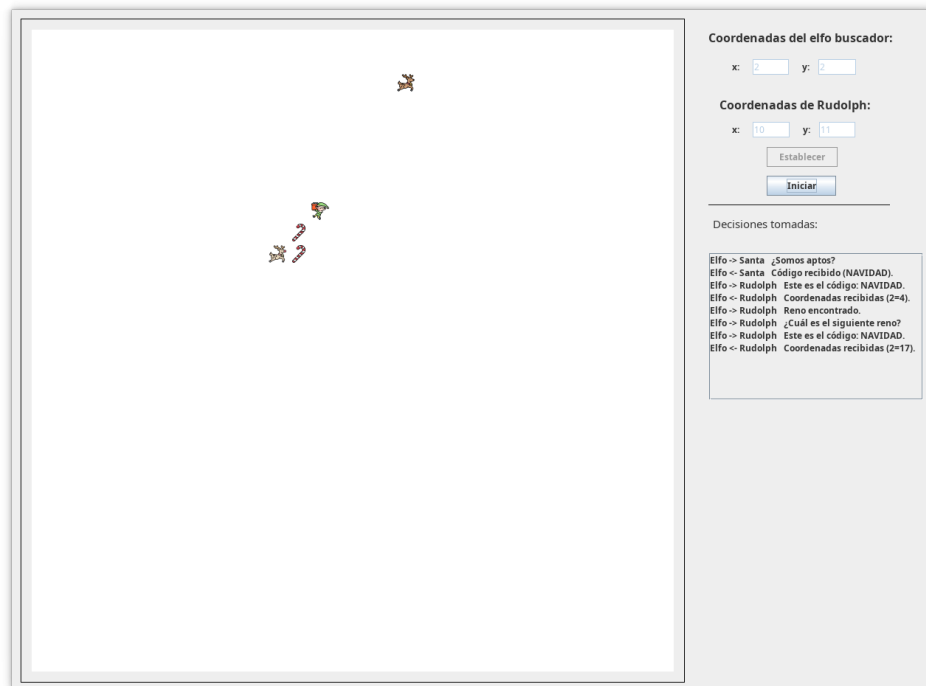 Coordenadas del elfo buscador:
x: 2 y: 2
Coordenadas de Rudolph:
x: 10 y: 11
Establecer
Iniciar
Decisiones tomadas:
Elfo -> Santa ¿Somos aptos?
Elfo <- Santa Código recibido (NAVIDAD).
Elfo -> Rudolph Este es el código: NAVIDAD.
Elfo <- Rudolph Coordenadas recibidas (2=4).
Elfo -> Rudolph Reno encontrado.
Elfo -> Rudolph ¿Cuál es el siguiente reno?
Elfo -> Rudolph Este es el código: NAVIDAD.
Elfo <- Rudolph Coordenadas recibidas (2=17).